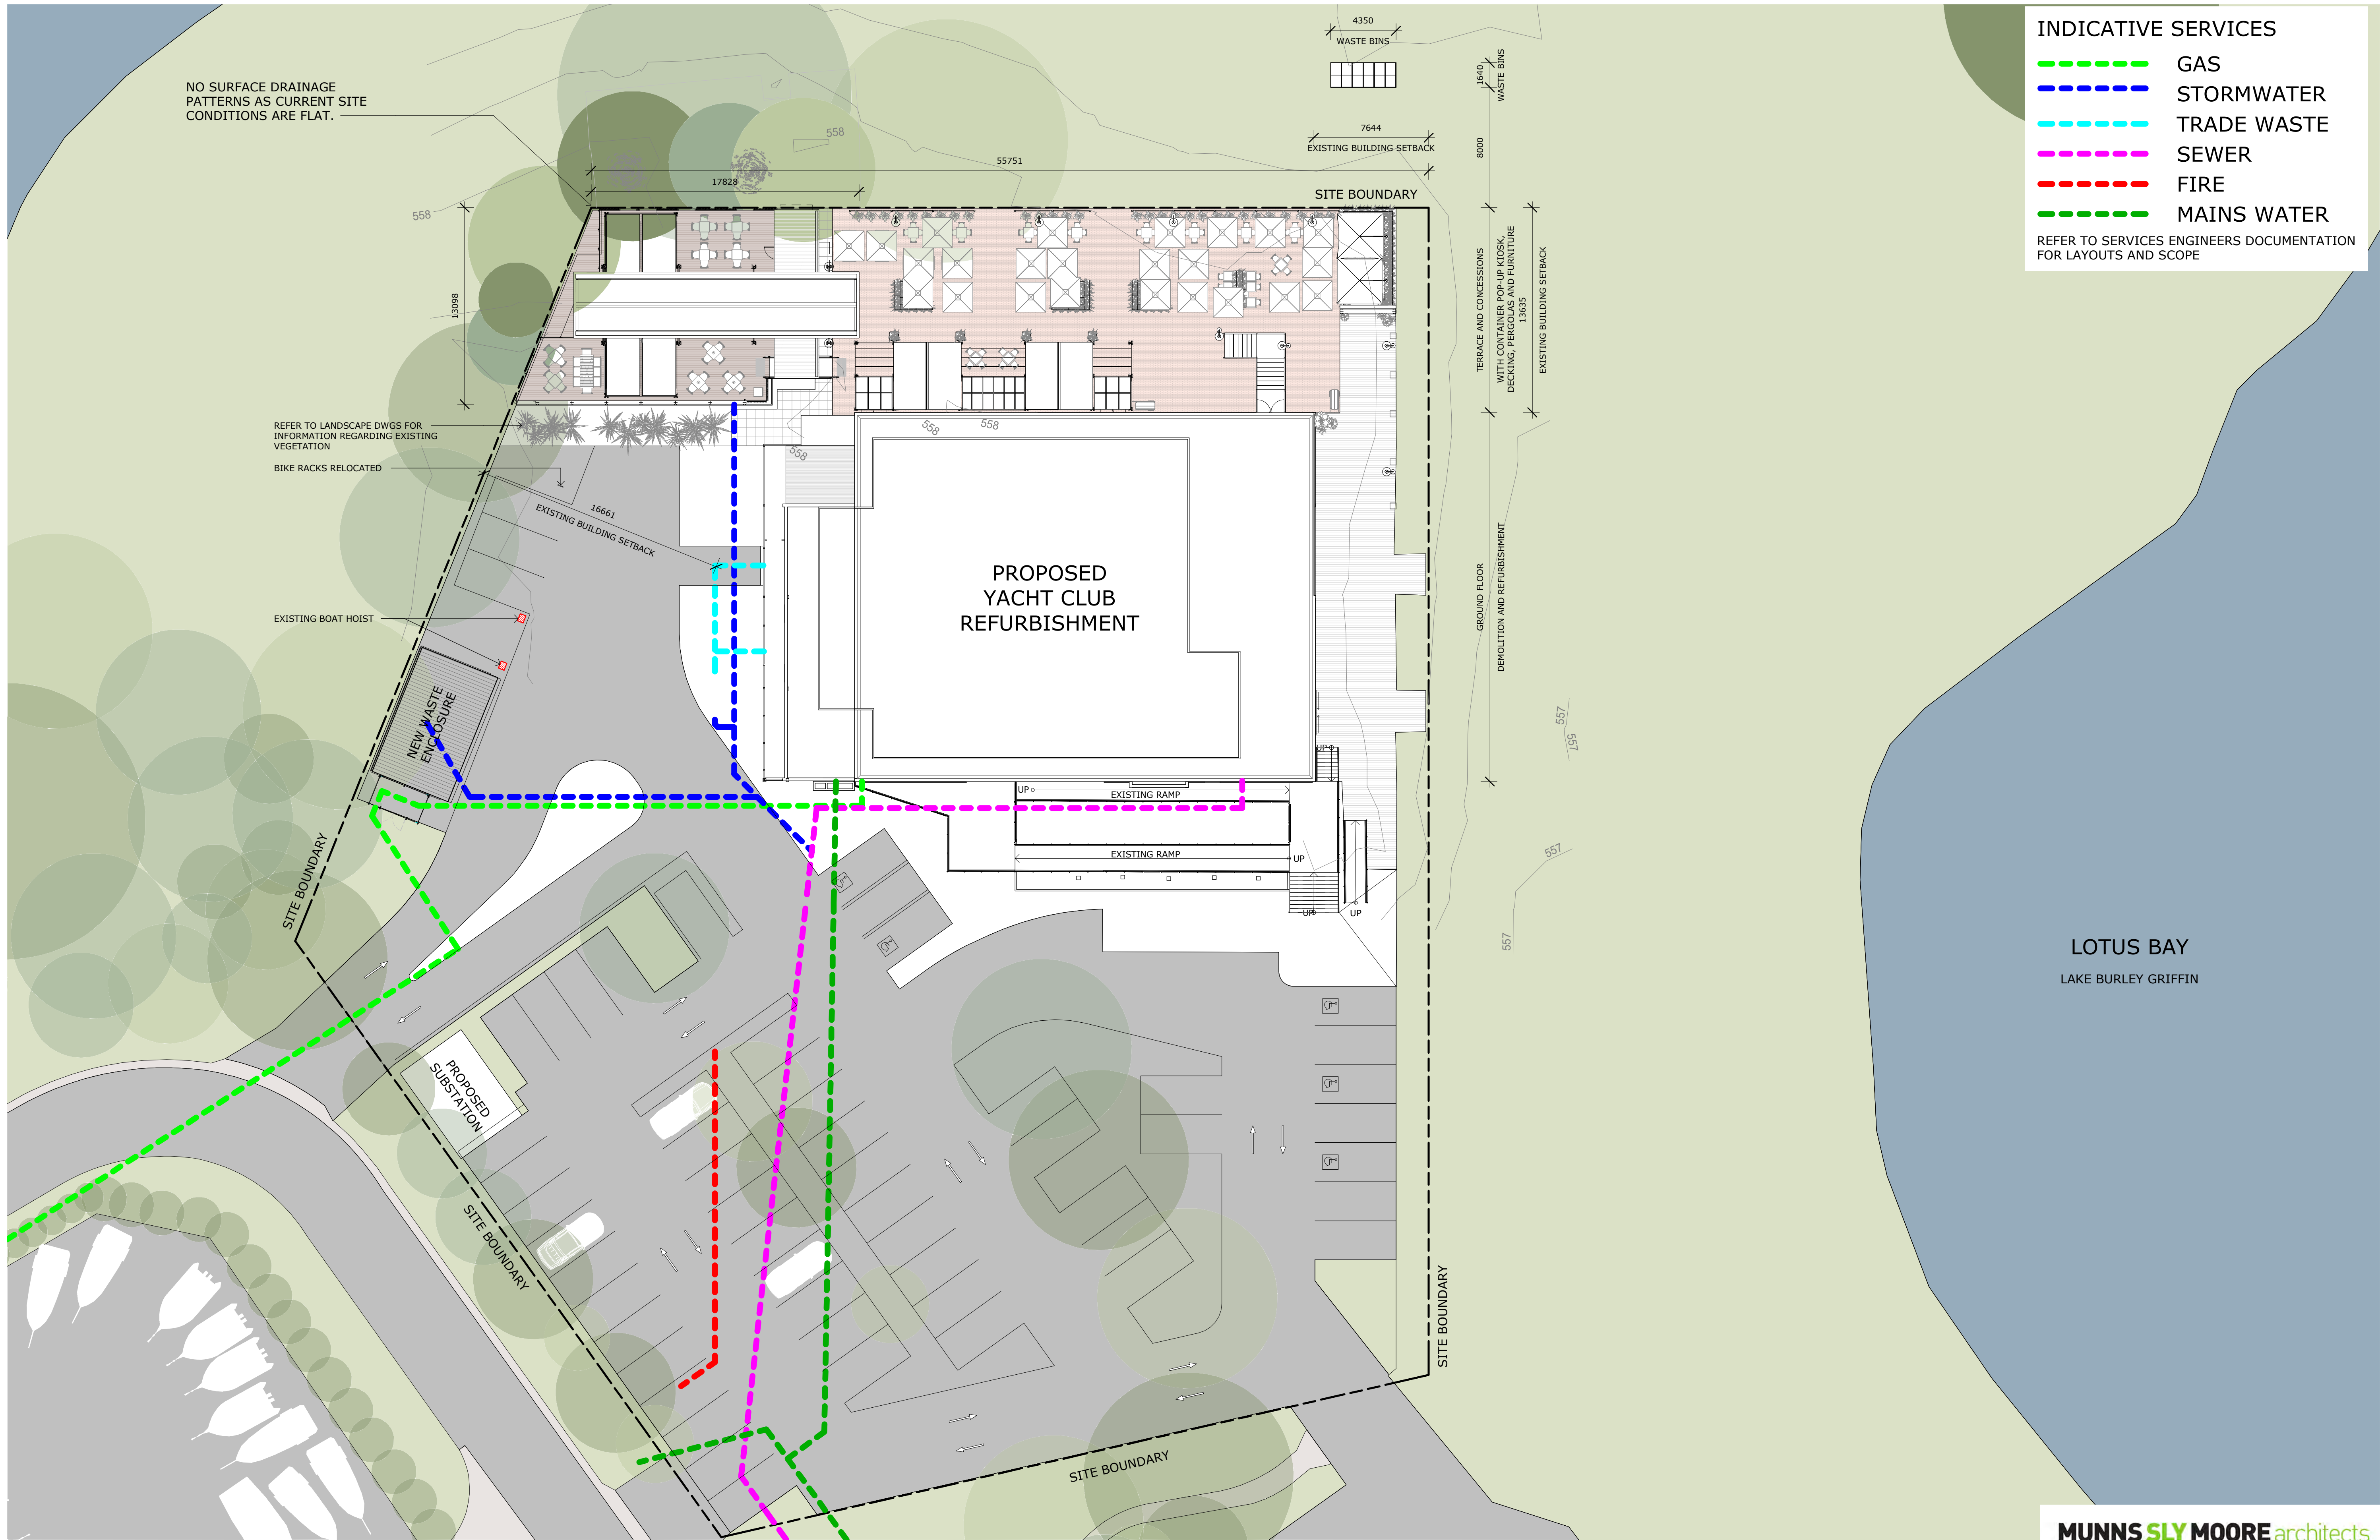 4350
WASTE BINS
1640
WASTE BINS
INDICATIVE SERVICES
GAS
STORMWATER
TRADE WASTE
SEWER
FIRE
MAINS WATER
REFER TO SERVICES ENGINEERS DOCUMENTATION
FOR LAYOUTS AND SCOPE
NO SURFACE DRAINAGE
PATTERNS AS CURRENT SITE
CONDITIONS ARE FLAT.
558
7644
EXISTING BUILDING SETBACK
8000
55751
17828
SITE BOUNDARY
558
13098
TERRACE AND CONCESSIONS
WITH CONTAINER POP-UP KIOSK,
DECKING, PERGOLAS AND FURNITURE
13635
EXISTING BUILDING SETBACK
REFER TO LANDSCAPE DWGS FOR
INFORMATION REGARDING EXISTING
VEGETATION
558
558
558
BIKE RACKS RELOCATED
16661
EXISTING BUILDING SETBACK
PROPOSED
YACHT CLUB
REFURBISHMENT
GROUND FLOOR
DEMOLITION AND REFURBISHMENT
EXISTING BOAT HOIST
NEW WASTE
ENCLOSURE
557
557
UP
UP
EXISTING RAMP
EXISTING RAMP
UP
557
SITE BOUNDARY
UP
UP
557
LOTUS BAY
LAKE BURLEY GRIFFIN
PROPOSED
SUBSTATION
SITE BOUNDARY
SITE BOUNDARY
SITE BOUNDARY
MUNNS SLY MOORE architects